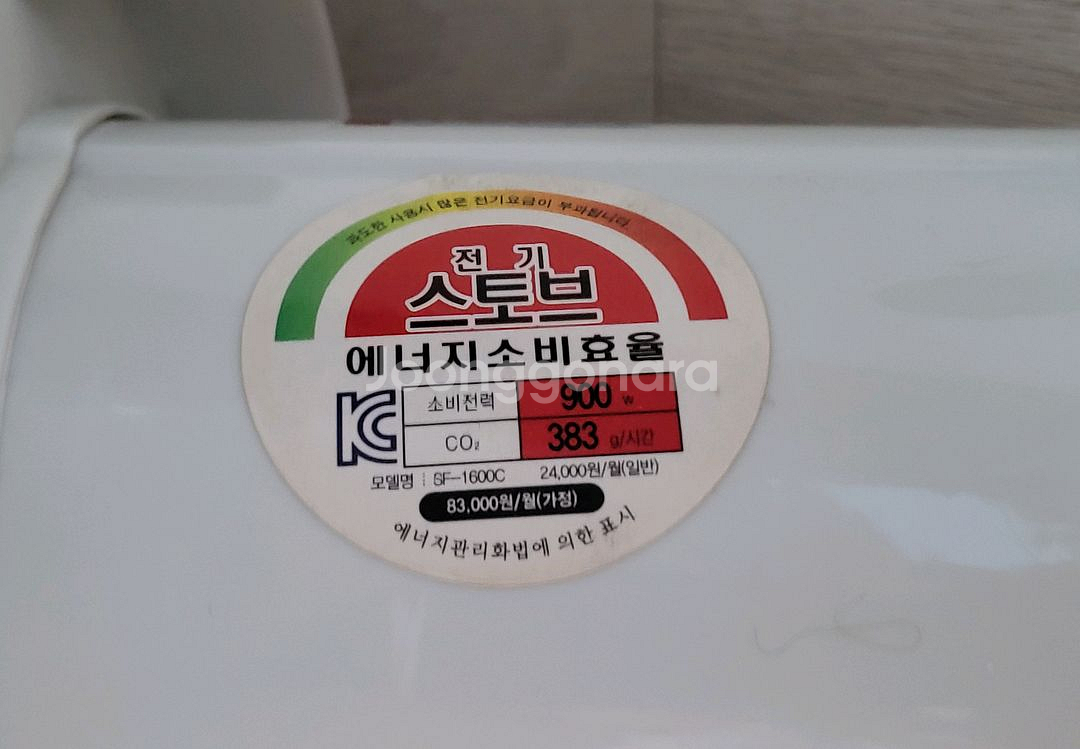 과도한 사용시 많은 전기요금이 부과됩니다
전 기
스토브
에너지소비효율
Joonggonara
소비전력 900 w
CO₂ 383 g/시간
모델명 : SF-1600C 24,000원/월(일반)
83,000원/월(가정)
에너지관리화법에 의한 표시